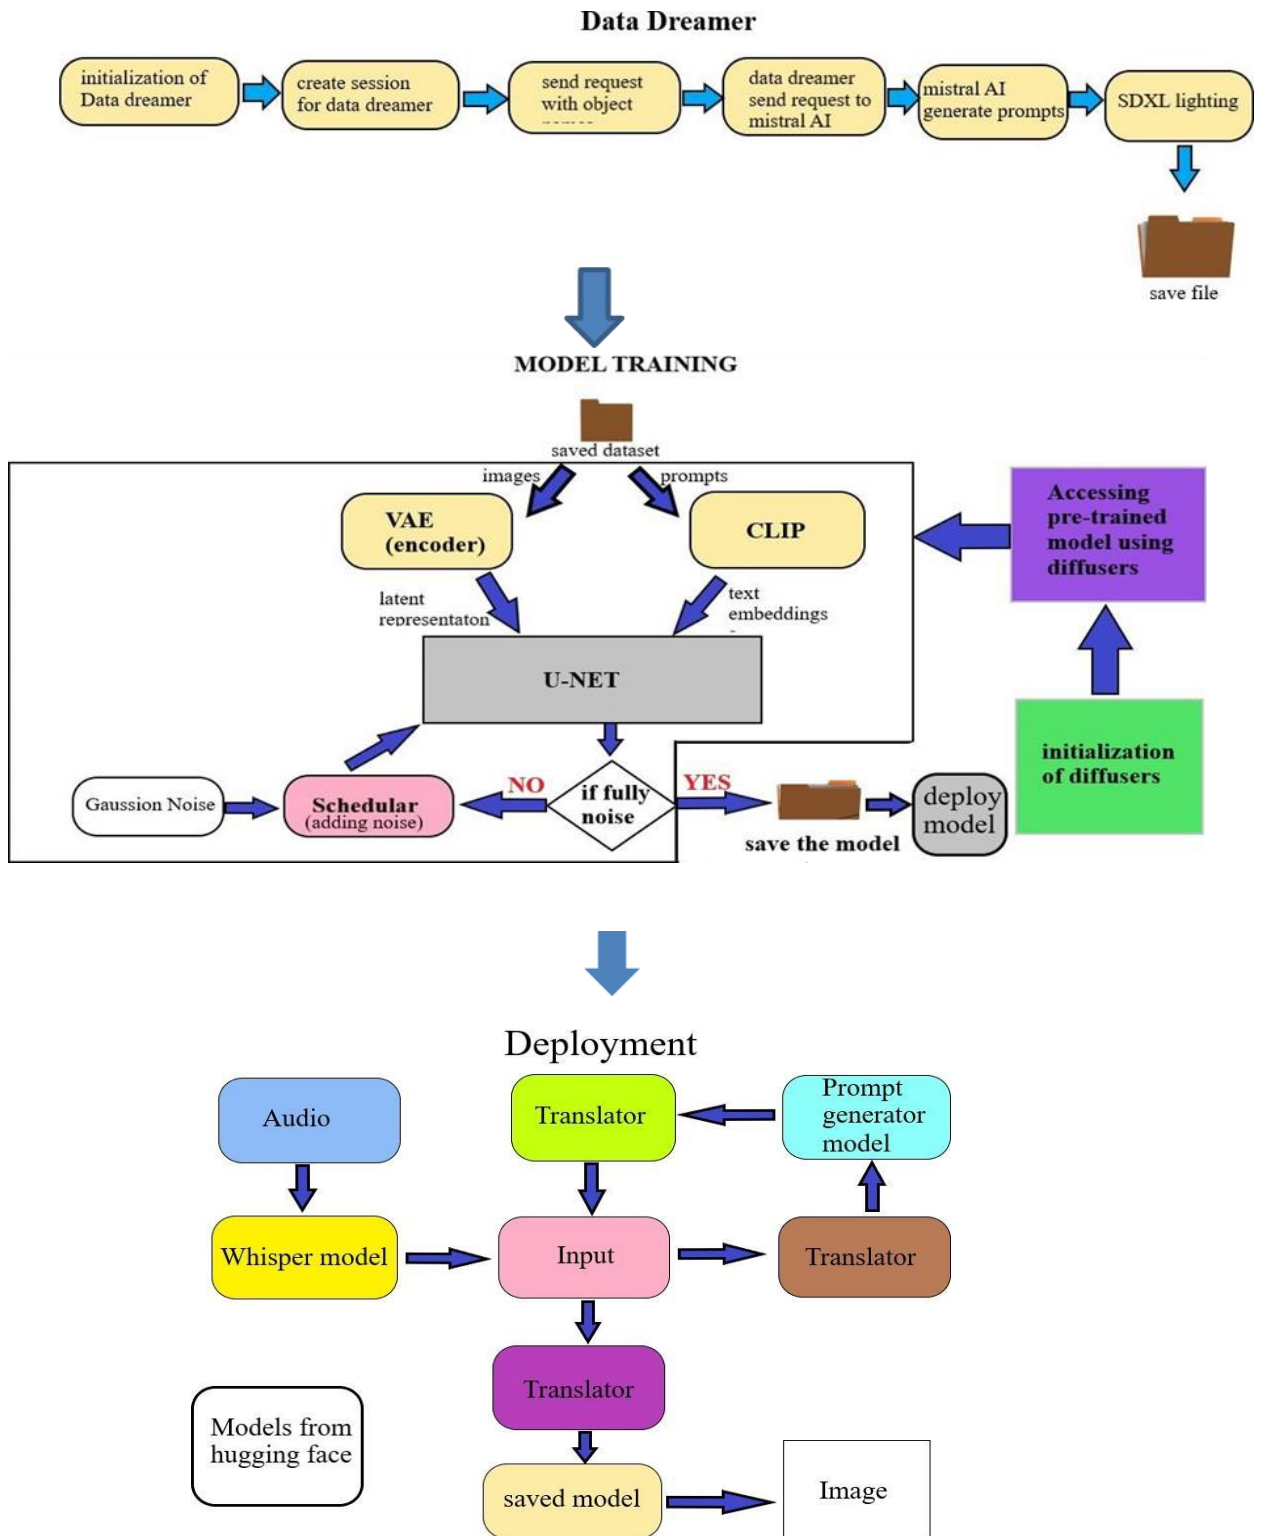 Data Dreamer
initialization of
Data dreamer
create session
for data dreamer
send request
with object
data dreamer
send request to
mistral AI
mistral AI
generate prompts
SDXL lighting
save file
MODEL TRAINING
saved dataset
images
prompts
VAE
(encoder)
CLIP
Accessing
pre-trained
model using
diffusers
latent
representaton
text
embeddings
U-NET
initialization
of diffusers
Gaussion Noise
Schedular
(adding noise)
NO
if fully
noise
YES
save the model
deploy
model
Deployment
Audio
Translator
Prompt
generator
model
Whisper model
Input
Translator
Translator
Models from
hugging face
saved model
Image